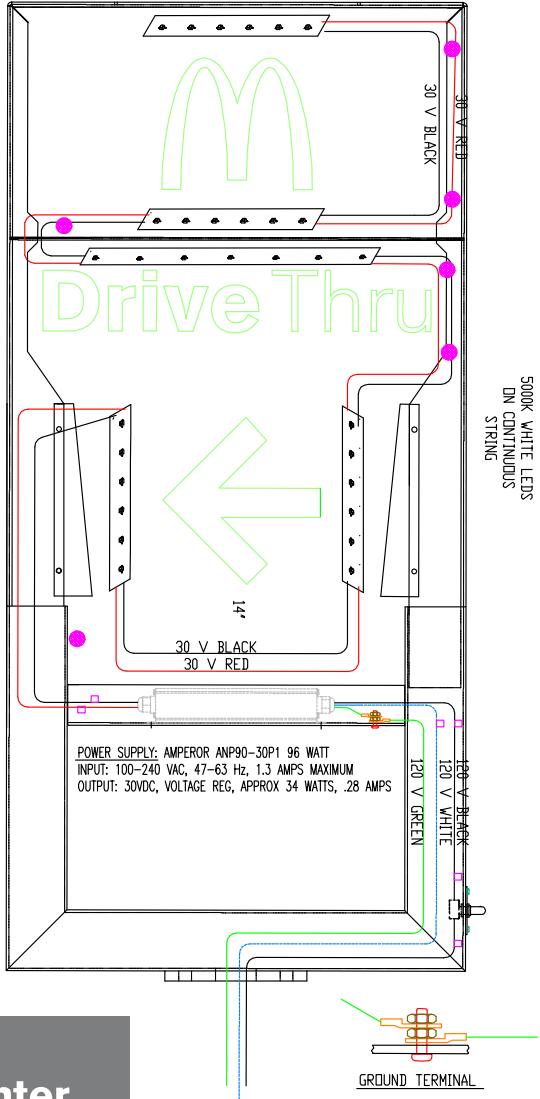 30 V RED
30 V BLACK
Drive Thru
5000K WHITE LEDS
ON CONTINUOUS
STRING
14'
30 V BLACK
30 V RED
POWER SUPPLY: AMPEROR ANP90-30P1 96 WATT
INPUT: 100-240 VAC, 47-63 Hz, 1.3 AMPS MAXIMUM
OUTPUT: 30VDC, VOLTAGE REG, APPROX 34 WATTS, .28 AMPS
120 V BLACK
120 V WHITE
120 V GREEN
GROUND TERMINAL